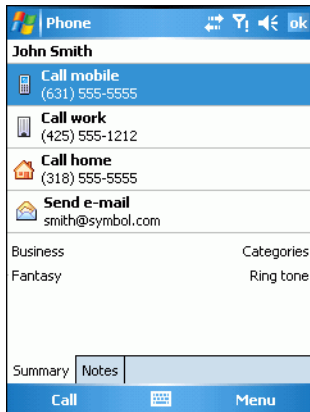 Phone ok
John Smith
Call mobile
(631) 555-5555
Call work
(425) 555-1212
Call home
(318) 555-5555
Send e-mail
smith@symbol.com
Business Categories
Fantasy Ring tone
Summary Notes
Call Menu